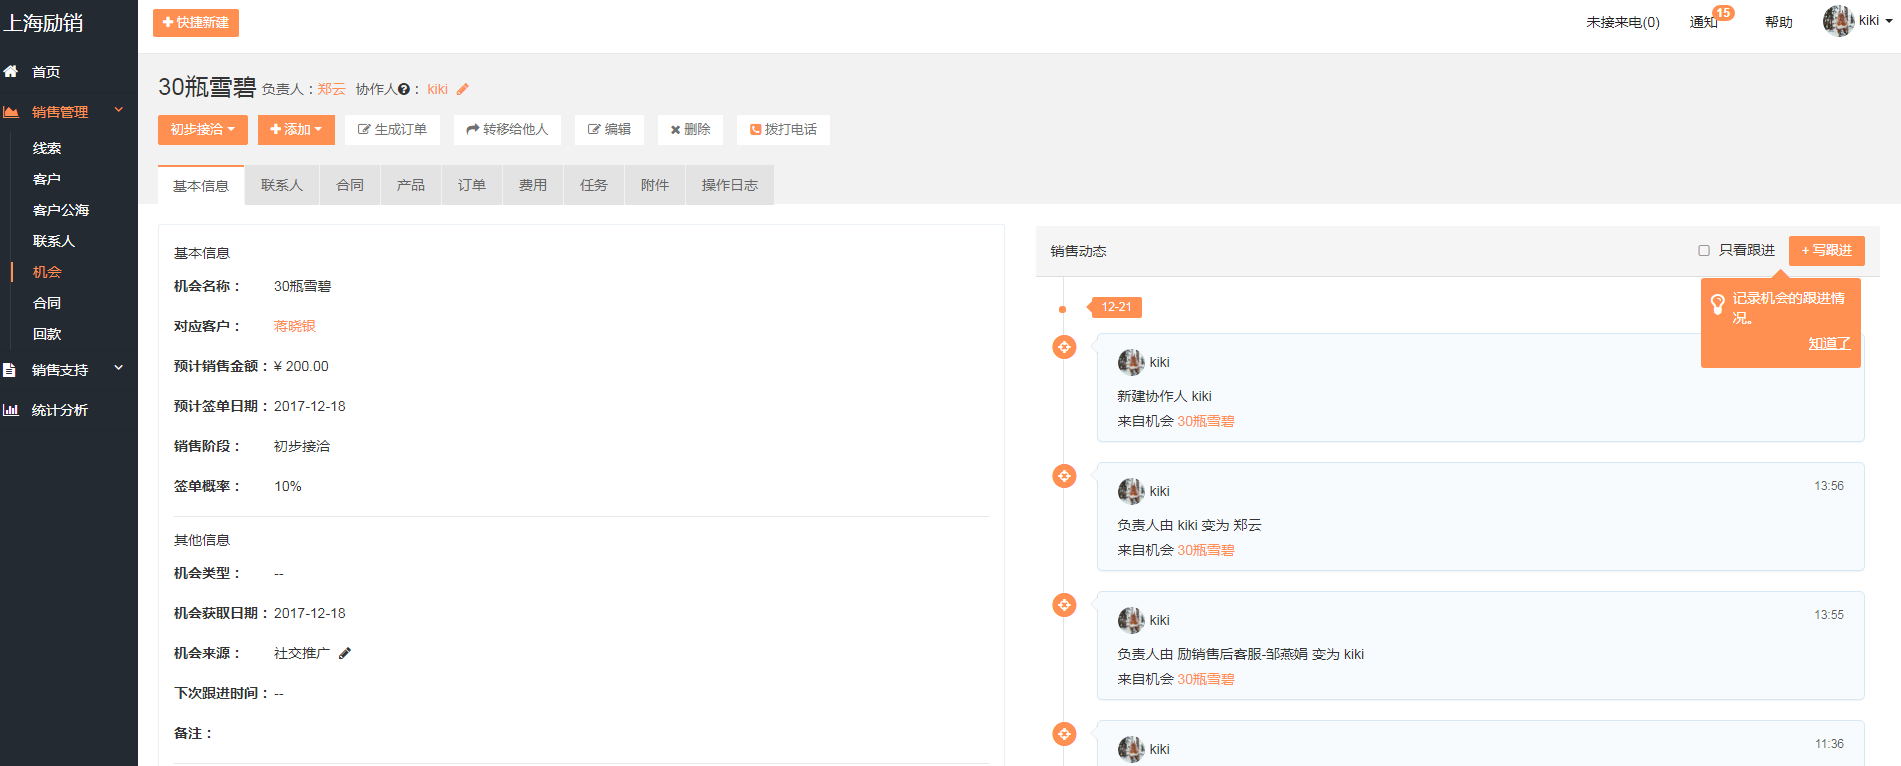 上海励销
快捷新建
未接来电(0)
通知 15
帮助
kiki
首页
销售管理
线索
客户
客户公海
联系人
机会
合同
回款
销售支持
统计分析
30瓶雪碧 负责人：郑云 协作人： kiki
初步接洽
添加
生成订单
转移给他人
编辑
删除
拨打电话
基本信息
联系人
合同
产品
订单
费用
任务
附件
操作日志
基本信息
机会名称： 30瓶雪碧
对应客户： 蒋晓银
预计销售金额： ¥ 200.00
预计签单日期： 2017-12-18
销售阶段： 初步接洽
签单概率： 10%
其他信息
机会类型： --
机会获取日期： 2017-12-18
机会来源： 社交推广
下次跟进时间： --
备注：
销售动态
只看跟进
+ 写跟进
记录机会的跟进情
况。
知道了
12-21
kiki
新建协作人 kiki
来自机会 30瓶雪碧
kiki 13:56
负责人由 kiki 变为 郑云
来自机会 30瓶雪碧
kiki 13:55
负责人由 励销售后客服-邹燕娟 变为 kiki
来自机会 30瓶雪碧
kiki 11:36